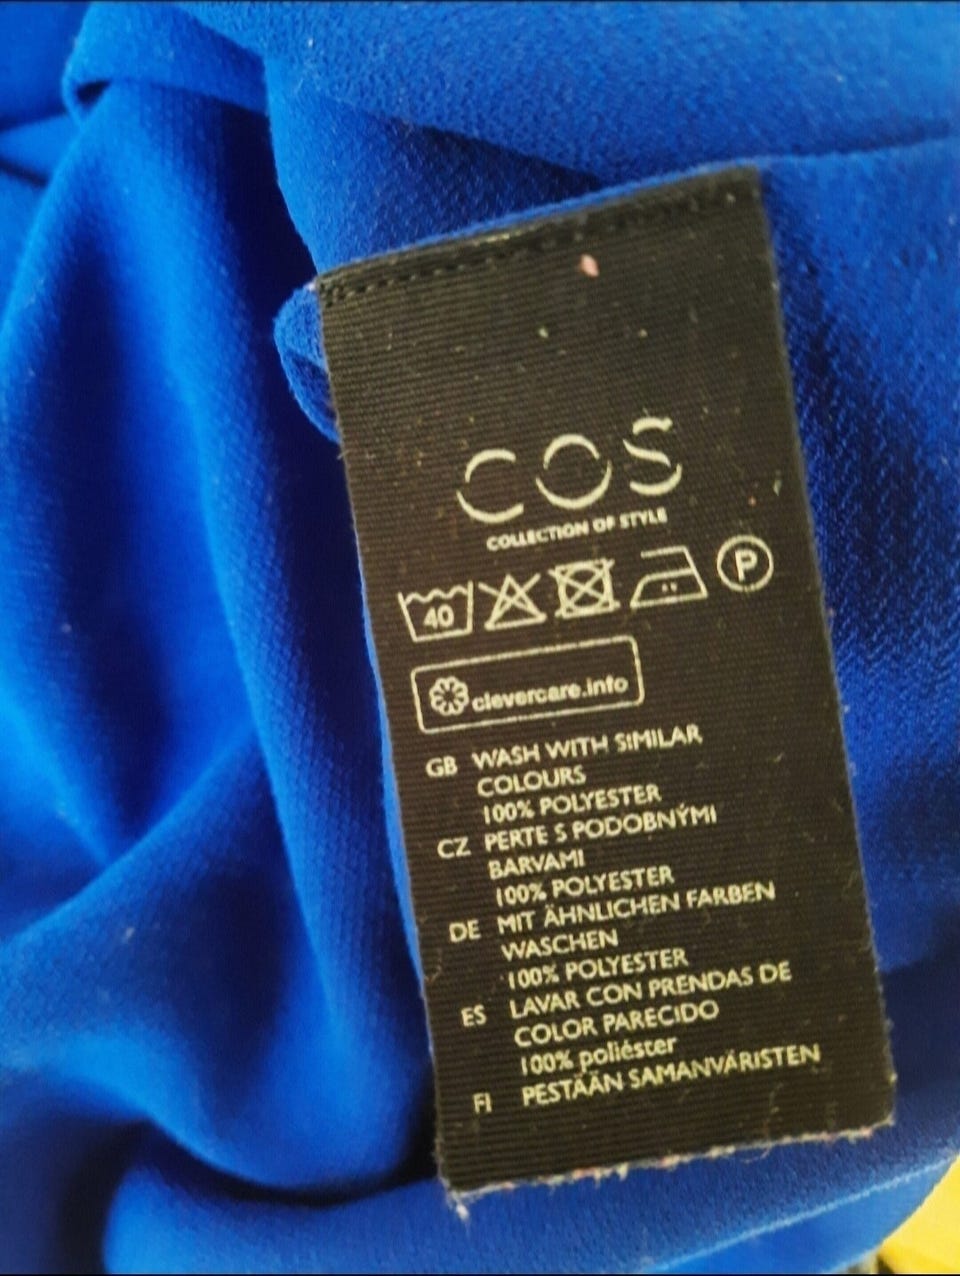 COS
COLLECTION OF STYLE
40 P
clevercare.info
GB WASH WITH SIMILAR
COLOURS
100% POLYESTER
CZ PERTE S PODOBNÝMI
BARVAMI
100% POLYESTER
DE MIT ÄHNLICHEN FARBEN
WASCHEN
100% POLYESTER
ES LAVAR CON PRENDAS DE
COLOR PARECIDO
100% poliéster
FI PESTÄÄN SAMANVÄRISTEN